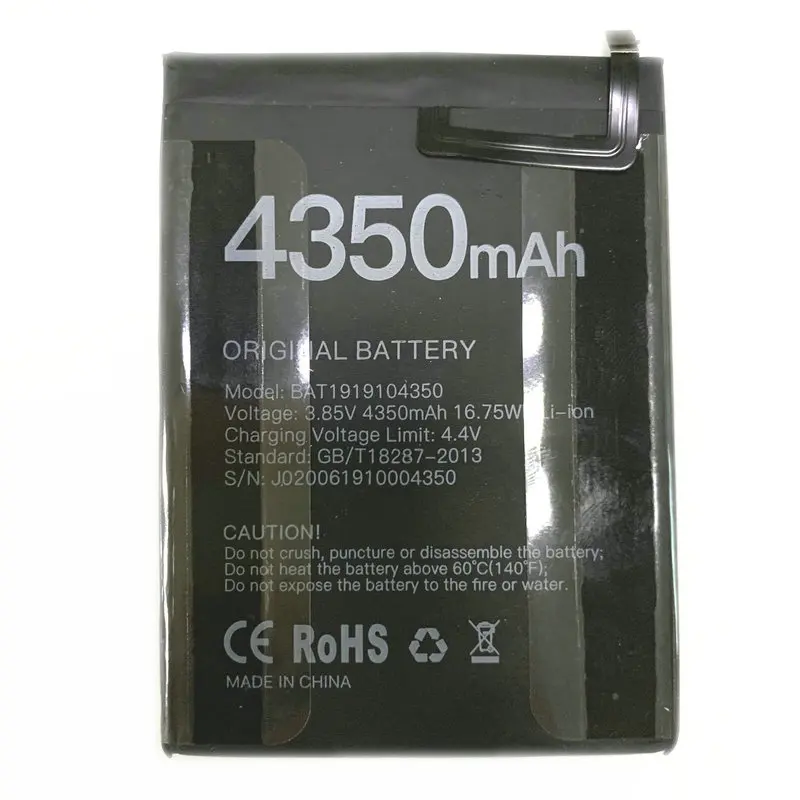 4350mAh
ORIGINAL BATTERY
Model: BAT1919104350
Voltage: 3.85V 4350mAh 16.75Wh Li-ion
Charging Voltage Limit: 4.4V
Standard: GB/T18287-2013
S/N: J020061910004350
CAUTION!
Do not crush, puncture or disassemble the battery;
Do not heat the battery above 60°C(140°F);
Do not expose the battery to the fire or water.
CE RoHS
MADE IN CHINA